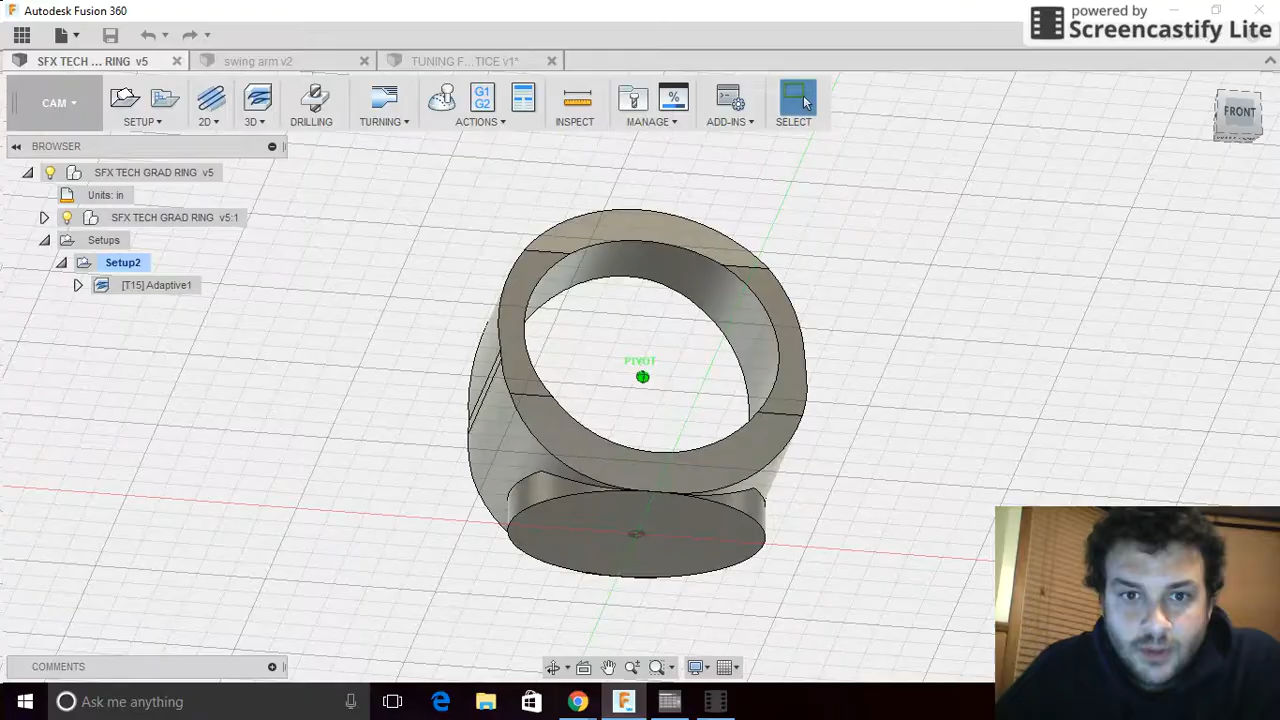 Autodesk Fusion 360
powered by
Screencastify Lite
SFX TECH ... RING v5
swing arm v2
TUNING F...TICE v1*
CAM
G1
G2
%
SETUP
2D
3D
DRILLING
TURNING
ACTIONS
INSPECT
MANAGE
ADD-INS
SELECT
FRONT
BROWSER
SFX TECH GRAD RING v5
Units: in
SFX TECH GRAD RING v5:1
Setups
Setup2
[T15] Adaptive1
PIVOT
COMMENTS
Ask me anything